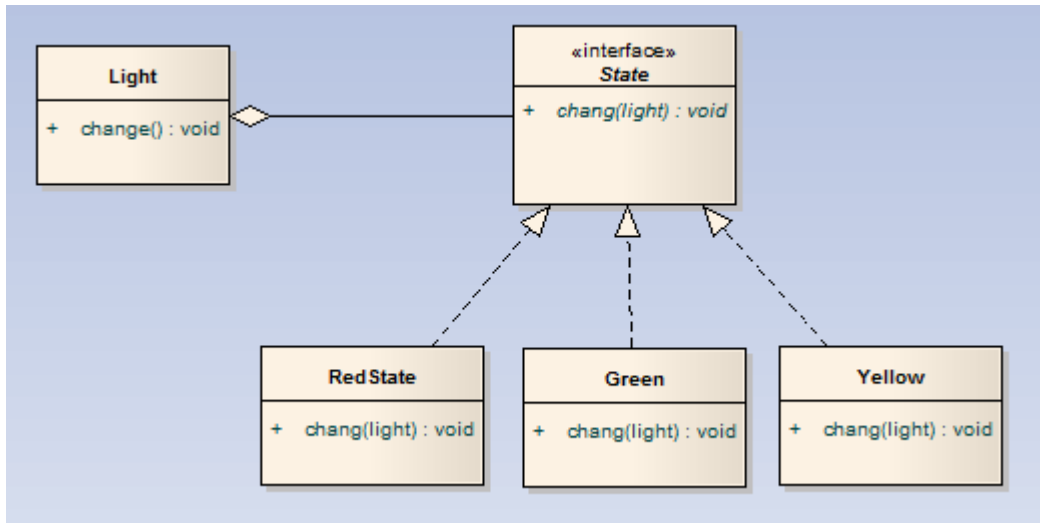 Light
+ change() : void
«interface»
State
+ chang(light) : void
RedState
+ chang(light) : void
Green
+ chang(light) : void
Yellow
+ chang(light) : void